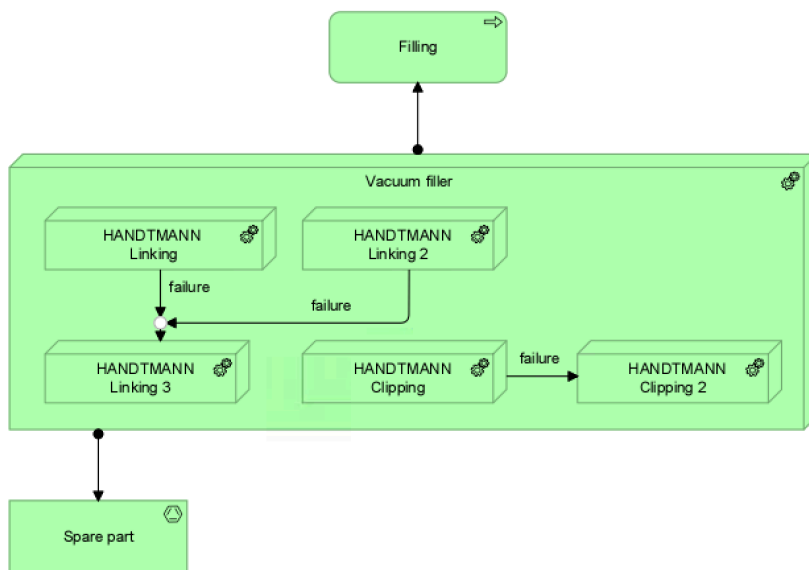 Filling
Vacuum filler
HANDTMANN
Linking
HANDTMANN
Linking 2
failure
failure
HANDTMANN
Linking 3
HANDTMANN
Clipping
failure
HANDTMANN
Clipping 2
Spare part